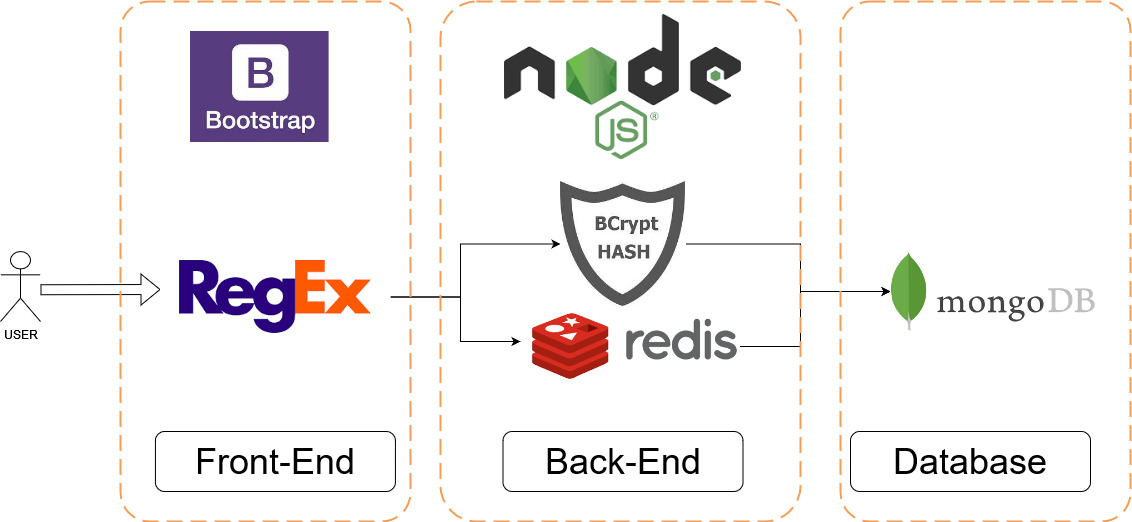 B
Bootstrap
node
JS®
BCrypt
HASH
USER
RegEx
redis
mongoDB
Front-End
Back-End
Database